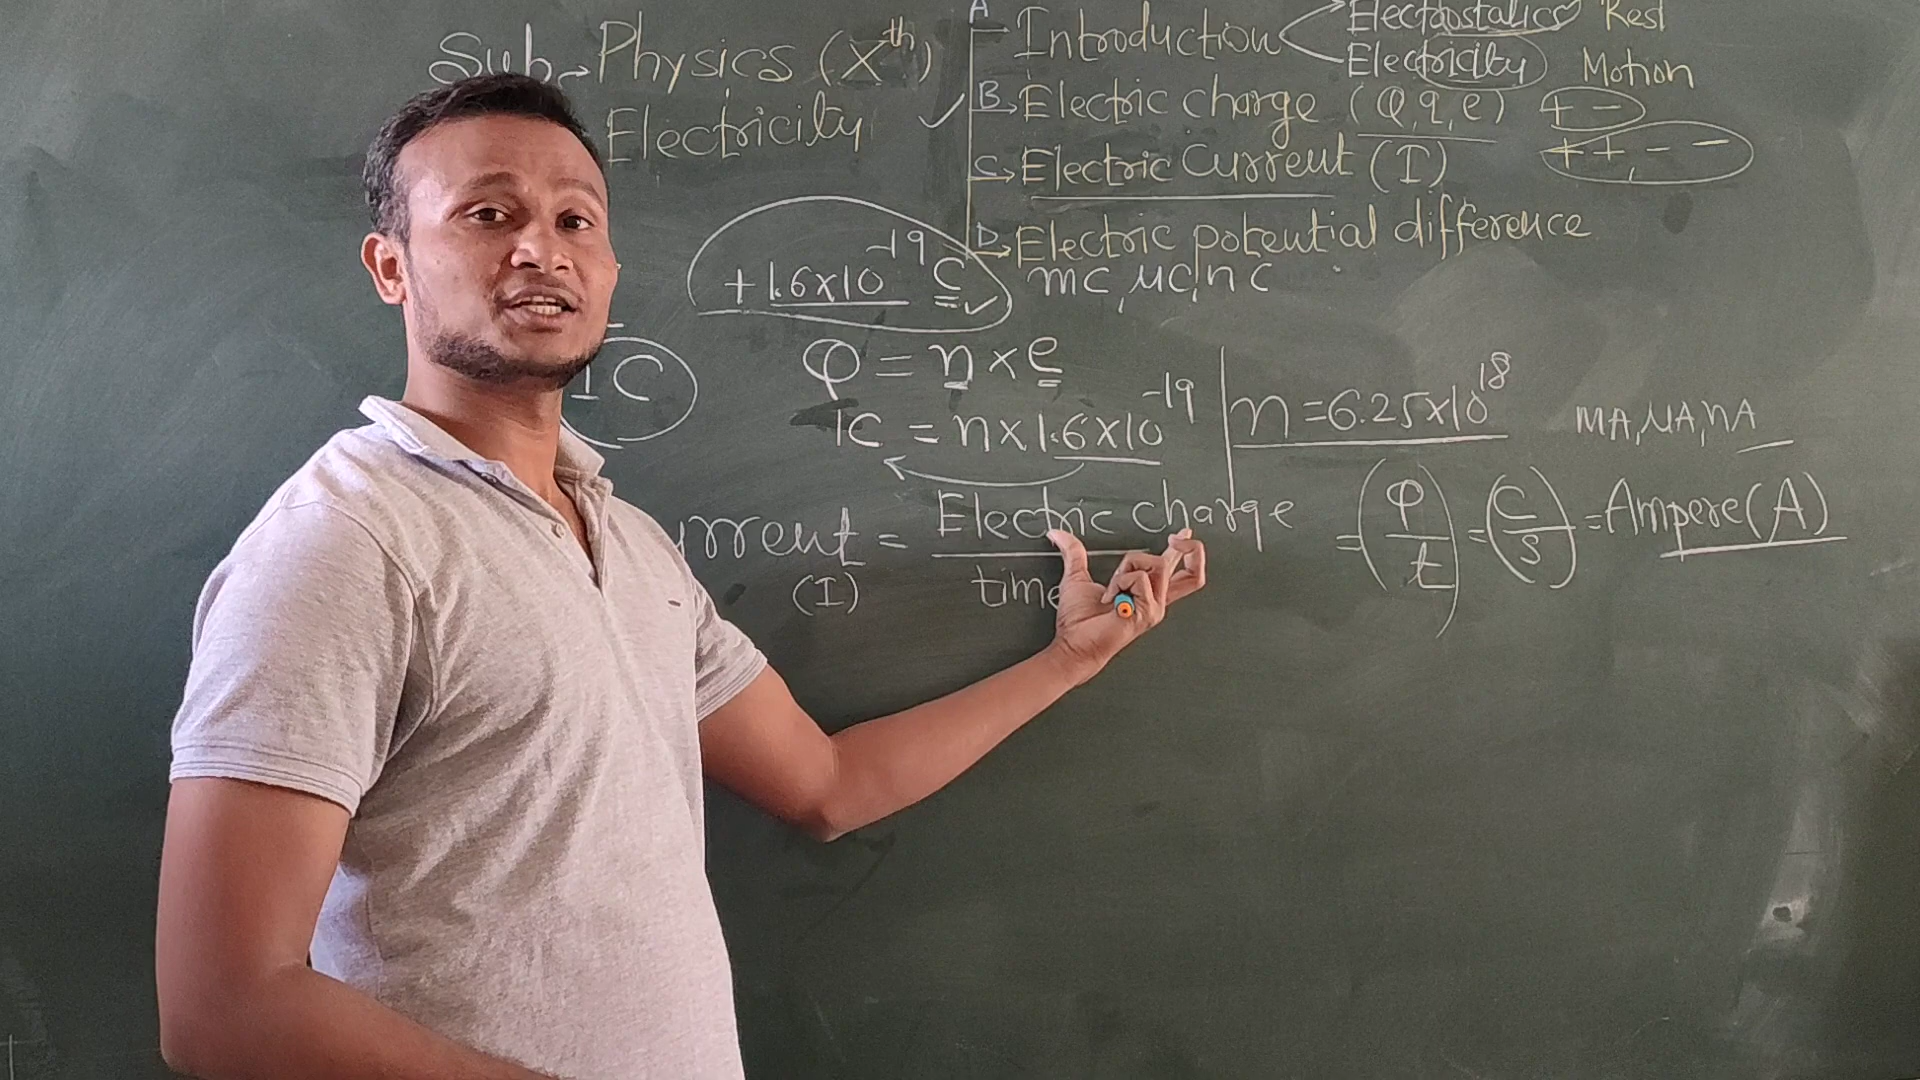 Sub→Physics (Xth)
Electricity
A Introduction
Electrostatics Rest
Electricity Motion
B→Electric charge (Q,q,e) + -
+ +, - -
C→Electric Current (I)
D→Electric potential difference
+1.6×10^-19 C
mc, μc, nc
1C
Q = n×e
1C = n×1.6×10^-19
n=6.25×10^18
MA, μA, nA
urrent = Electric charge / time = (Q/t) = (C/S) = Ampere(A)
(I)